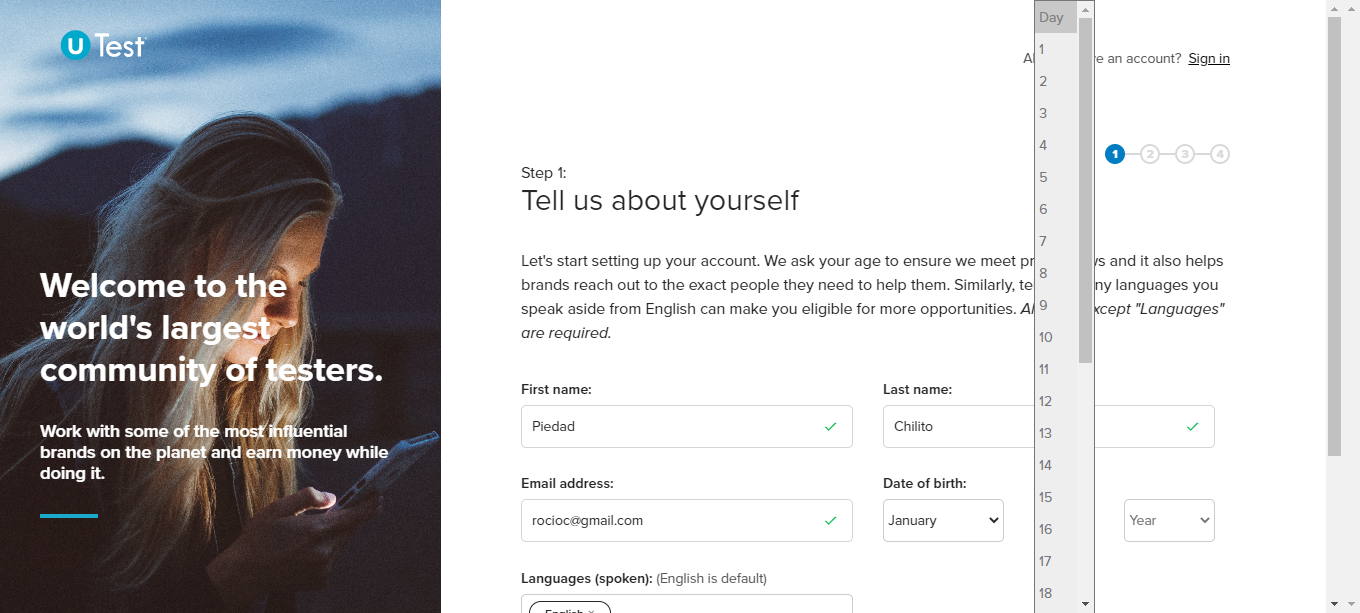 U Test
Welcome to the
world's largest
community of testers.
Work with some of the most influential
brands on the planet and earn money while
doing it.
e an account? Sign in
1 2 3 4
Step 1:
Tell us about yourself
Let's start setting up your account. We ask your age to ensure we meet pr vs and it also helps
brands reach out to the exact people they need to help them. Similarly, te ny languages you
speak aside from English can make you eligible for more opportunities. Al xcept "Languages"
are required.
First name:
Last name:
Piedad
Chilito
Email address:
Date of birth:
rocioc@gmail.com
January
Year
Languages (spoken): (English is default)
English ×
Day
1
2
3
4
5
6
7
8
9
10
11
12
13
14
15
16
17
18